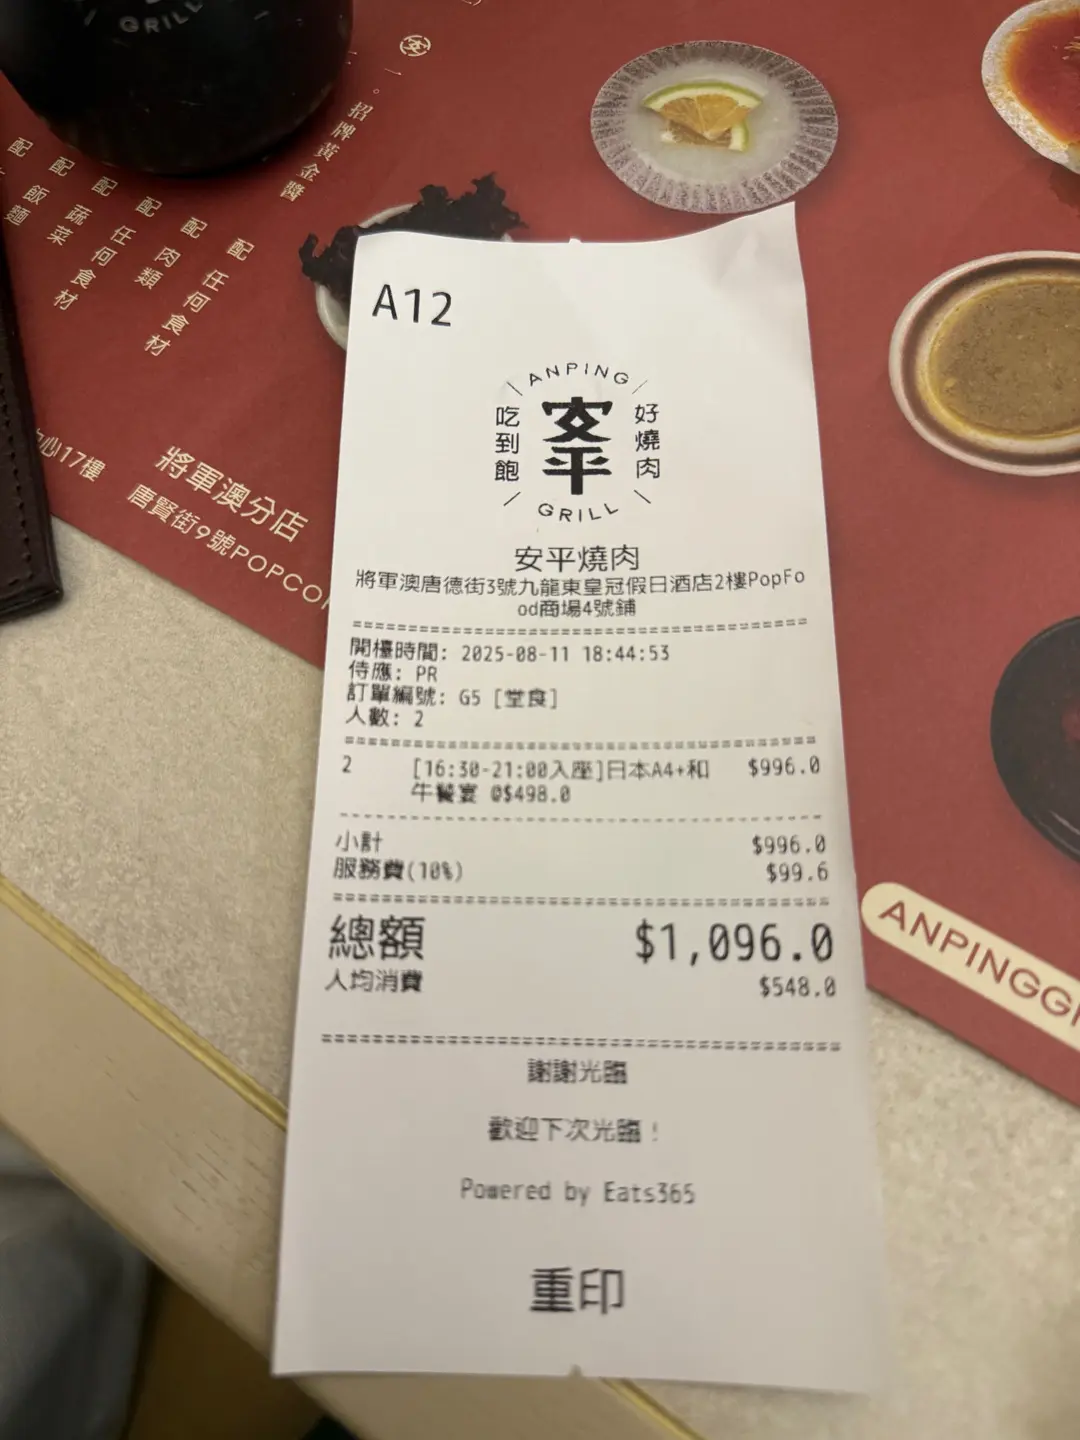 GRILL
一。招牌黃金醬
配任何食材
配肉類
配任何食材
配蔬菜
配飯麵
心17樓
將軍澳分店
唐賢街9號POPCO
A12
ANPING
吃到飽
安平
好燒肉
GRILL
安平燒肉
將軍澳唐德街3號九龍東皇冠假日酒店2樓PopFo
od商場4號鋪
開檯時間: 2025-08-11 18:44:53
侍應: PR
訂單編號: G5 [堂食]
人數: 2
2 [16:30-21:00入座]日本A4+和 $996.0
牛饗宴 @$498.0
小計 $996.0
服務費(10%) $99.6
總額 $1,096.0
人均消費 $548.0
謝謝光臨
歡迎下次光臨！
Powered by Eats365
重印
ANPINGG